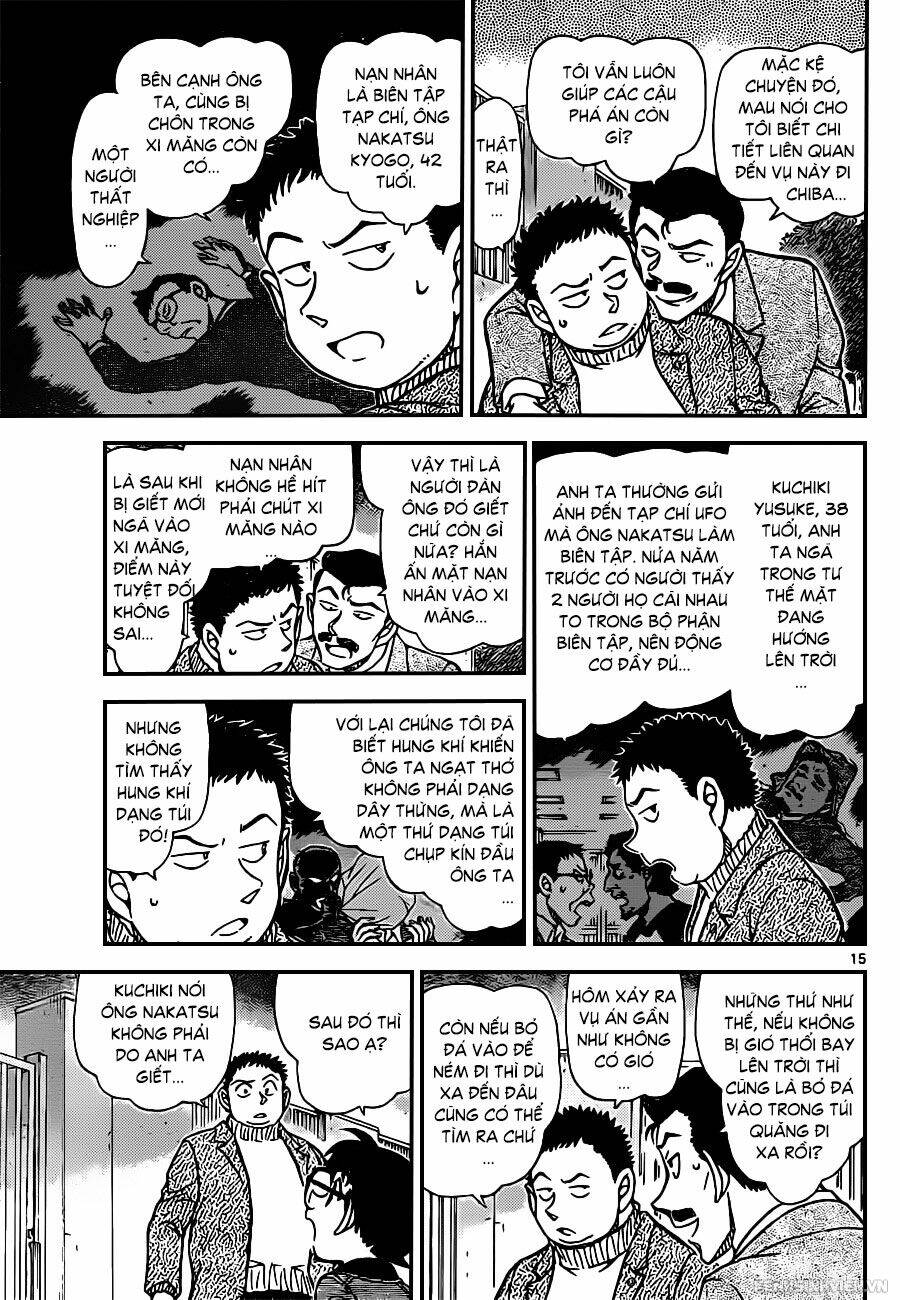 MẶC KỆ
CHUYỆN ĐÓ,
MAU NÓI CHO
TÔI BIẾT CHI
TIẾT LIÊN QUAN
ĐẾN VỤ NÀY ĐI
CHIBA...
TÔI VẪN LUÔN
GIÚP CÁC CẬU
PHÁ ÁN CÒN
GÌ?
THẬT
RA
THÌ
...
NẠN NHÂN
LÀ BIÊN TẬP
TẠP CHÍ, ÔNG
NAKATSU
KYOGO, 42
TUỔI.
BÊN CẠNH ÔNG
TA, CŨNG BỊ
CHÔN TRONG
XI MĂNG CÒN
CÓ...
MỘT
NGƯỜI
THẤT
NGHIỆP
...
KUCHIKI
YUSUKE, 38
TUỔI, ANH
TA NGÃ
TRONG TƯ
THẾ MẶT
ĐANG
HƯỚNG
LÊN TRỜI
...
ANH TA THƯỜNG GỬI
ẢNH ĐẾN TẠP CHÍ UFO
MÀ ÔNG NAKATSU LÀM
BIÊN TẬP. NỬA NĂM
TRƯỚC CÓ NGƯỜI THẤY
2 NGƯỜI HỌ CÃI NHAU
TO TRONG BỘ PHẬN
BIÊN TẬP, NÊN ĐỘNG
CƠ ĐẦY ĐỦ...
VẬY THÌ LÀ
NGƯỜI ĐÀN
ÔNG ĐÓ GIẾT
CHỨ CÒN GÌ
NỮA? HẮN
ẤN MẶT NẠN
NHÂN VÀO XI
MĂNG...
NẠN NHÂN
KHÔNG HỀ HÍT
PHẢI CHÚT XI
MĂNG NÀO
...
LÀ SAU KHI
BỊ GIẾT MỚI
NGÃ VÀO
XI MĂNG,
ĐIỂM NÀY
TUYỆT ĐỐI
KHÔNG
SAI...
VỚI LẠI CHÚNG TÔI ĐÃ
BIẾT HUNG KHÍ KHIẾN
ÔNG TA NGẠT THỞ
KHÔNG PHẢI DẠNG
DÂY THỪNG, MÀ LÀ
MỘT THỨ DẠNG TÚI
CHỤP KÍN ĐẦU
ÔNG TA
...
NHƯNG
KHÔNG
TÌM THẤY
HUNG KHÍ
DẠNG TÚI
ĐÓ!
15
NHỮNG THỨ NHƯ
THẾ, NẾU KHÔNG
BỊ GIÓ THỔI BAY
LÊN TRỜI THÌ
CŨNG LÀ BỎ ĐÁ
VÀO TRONG TÚI
QUĂNG ĐI
XA RỒI?
HÔM XẢY RA
VỤ ÁN GẦN
NHƯ KHÔNG
CÓ GIÓ
...
CÒN NẾU BỎ
ĐÁ VÀO ĐỂ
NÉM ĐI THÌ DÙ
XA ĐẾN ĐÂU
CŨNG CÓ THỂ
TÌM RA CHỨ
...
SAU ĐÓ THÌ
SAO Ạ?
KUCHIKI NÓI
ÔNG NAKATSU
KHÔNG PHẢI
DO ANH TA
GIẾT...